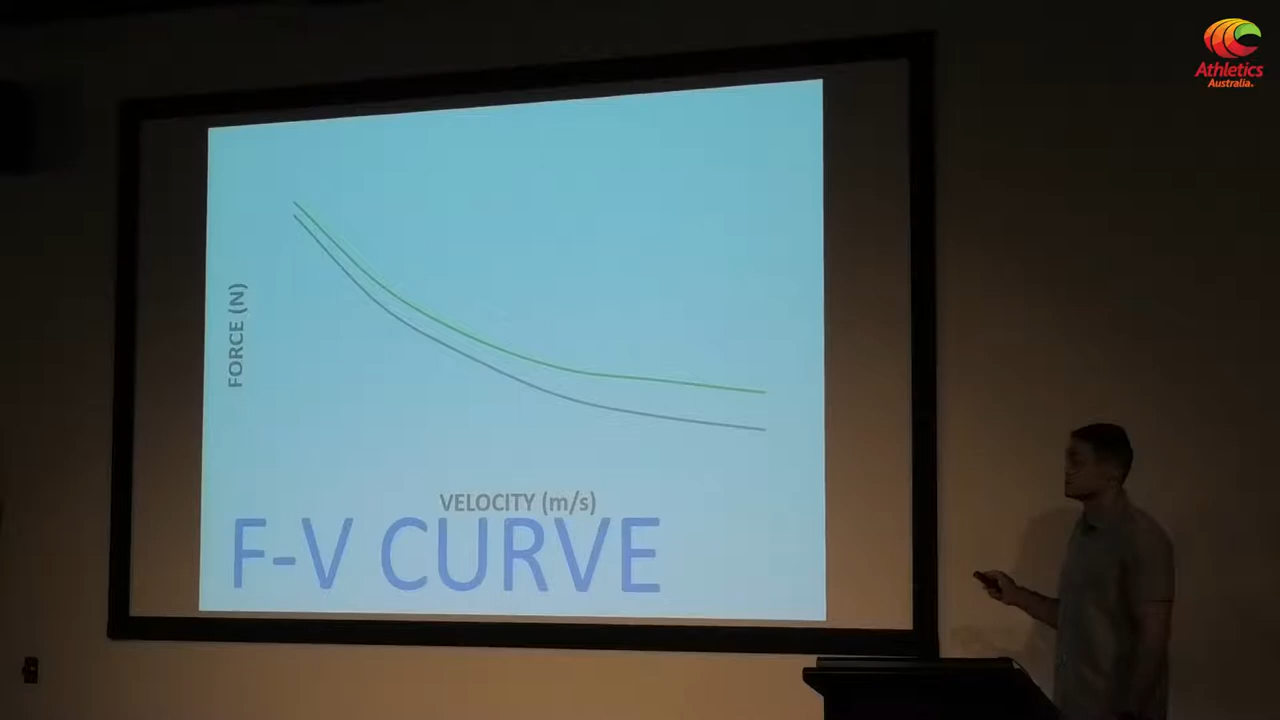 Athletics
Australia
FORCE (N)
VELOCITY (m/s)
F-V CURVE